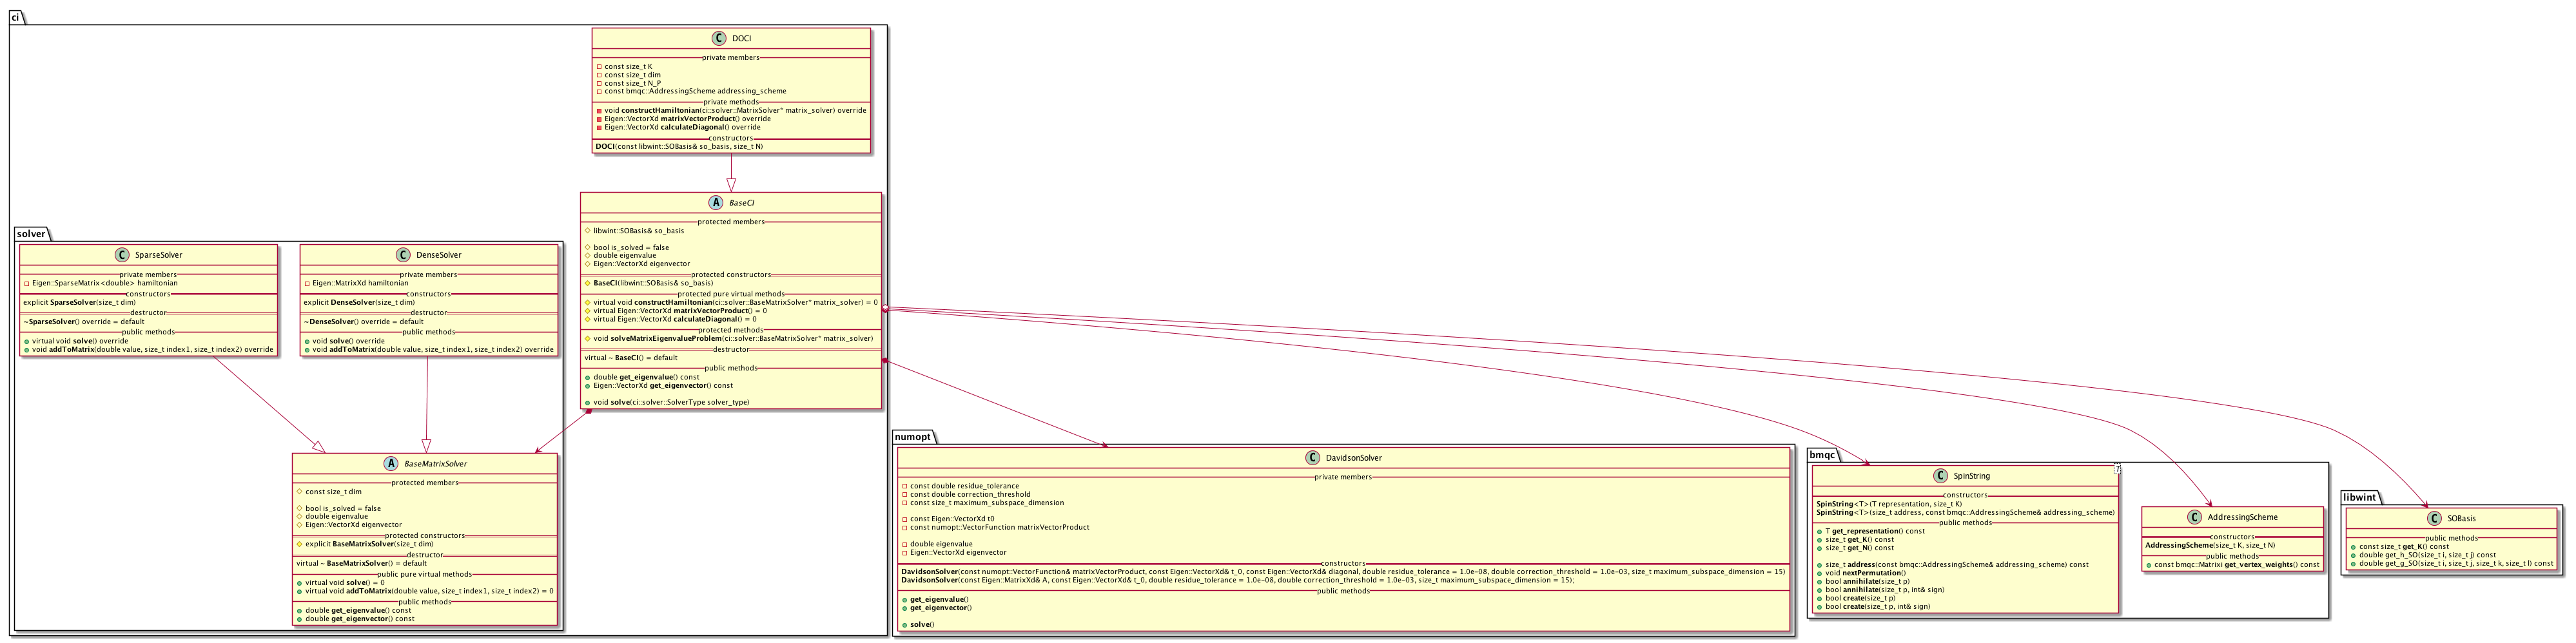 ci
C DOCI
private members
const size_t K
const size_t dim
const size_t N_P
const bmqc::AddressingScheme addressing_scheme
private methods
void constructHamiltonian(ci::solver::MatrixSolver* matrix_solver) override
Eigen::VectorXd matrixVectorProduct() override
Eigen::VectorXd calculateDiagonal() override
constructors
DOCI(const libwint::SOBasis& so_basis, size_t N)
A BaseCI
protected members
libwint::SOBasis& so_basis
bool is_solved = false
double eigenvalue
Eigen::VectorXd eigenvector
protected constructors
BaseCI(libwint::SOBasis& so_basis)
protected pure virtual methods
virtual void constructHamiltonian(ci::solver::BaseMatrixSolver* matrix_solver) = 0
virtual Eigen::VectorXd matrixVectorProduct() = 0
virtual Eigen::VectorXd calculateDiagonal() = 0
protected methods
void solveMatrixEigenvalueProblem(ci::solver::BaseMatrixSolver* matrix_solver)
destructor
virtual ~ BaseCI() = default
public methods
double get_eigenvalue() const
Eigen::VectorXd get_eigenvector() const
void solve(ci::solver::SolverType solver_type)
solver
C SparseSolver
private members
Eigen::SparseMatrix<double> hamiltonian
constructors
explicit SparseSolver(size_t dim)
destructor
~SparseSolver() override = default
public methods
virtual void solve() override
void addToMatrix(double value, size_t index1, size_t index2) override
C DenseSolver
private members
Eigen::MatrixXd hamiltonian
constructors
explicit DenseSolver(size_t dim)
destructor
~DenseSolver() override = default
public methods
void solve() override
void addToMatrix(double value, size_t index1, size_t index2) override
A BaseMatrixSolver
protected members
const size_t dim
bool is_solved = false
double eigenvalue
Eigen::VectorXd eigenvector
protected constructors
explicit BaseMatrixSolver(size_t dim)
destructor
virtual ~ BaseMatrixSolver() = default
public pure virtual methods
virtual void solve() = 0
virtual void addToMatrix(double value, size_t index1, size_t index2) = 0
public methods
double get_eigenvalue() const
double get_eigenvector() const
numopt
C DavidsonSolver
private members
const double residue_tolerance
const double correction_threshold
const size_t maximum_subspace_dimension
const Eigen::VectorXd t0
const numopt::VectorFunction matrixVectorProduct
double eigenvalue
Eigen::VectorXd eigenvector
constructors
DavidsonSolver(const numopt::VectorFunction& matrixVectorProduct, const Eigen::VectorXd& t_0, const Eigen::VectorXd& diagonal, double residue_tolerance = 1.0e-08, double correction_threshold = 1.0e-03, size_t maximum_subspace_dimension = 15)
DavidsonSolver(const Eigen::MatrixXd& A, const Eigen::VectorXd& t_0, double residue_tolerance = 1.0e-08, double correction_threshold = 1.0e-03, size_t maximum_subspace_dimension = 15);
public methods
get_eigenvalue()
get_eigenvector()
solve()
bmqc
C SpinString
T
constructors
SpinString<T>(T representation, size_t K)
SpinString<T>(size_t address, const bmqc::AddressingScheme& addressing_scheme)
public methods
T get_representation() const
size_t get_K() const
size_t get_N() const
size_t address(const bmqc::AddressingScheme& addressing_scheme) const
void nextPermutation()
bool annihilate(size_t p)
bool annihilate(size_t p, int& sign)
bool create(size_t p)
bool create(size_t p, int& sign)
C AddressingScheme
constructors
AddressingScheme(size_t K, size_t N)
public methods
const bmqc::Matrixi get_vertex_weights() const
libwint
C SOBasis
public methods
const size_t get_K() const
double get_h_SO(size_t i, size_t j) const
double get_g_SO(size_t i, size_t j, size_t k, size_t l) const